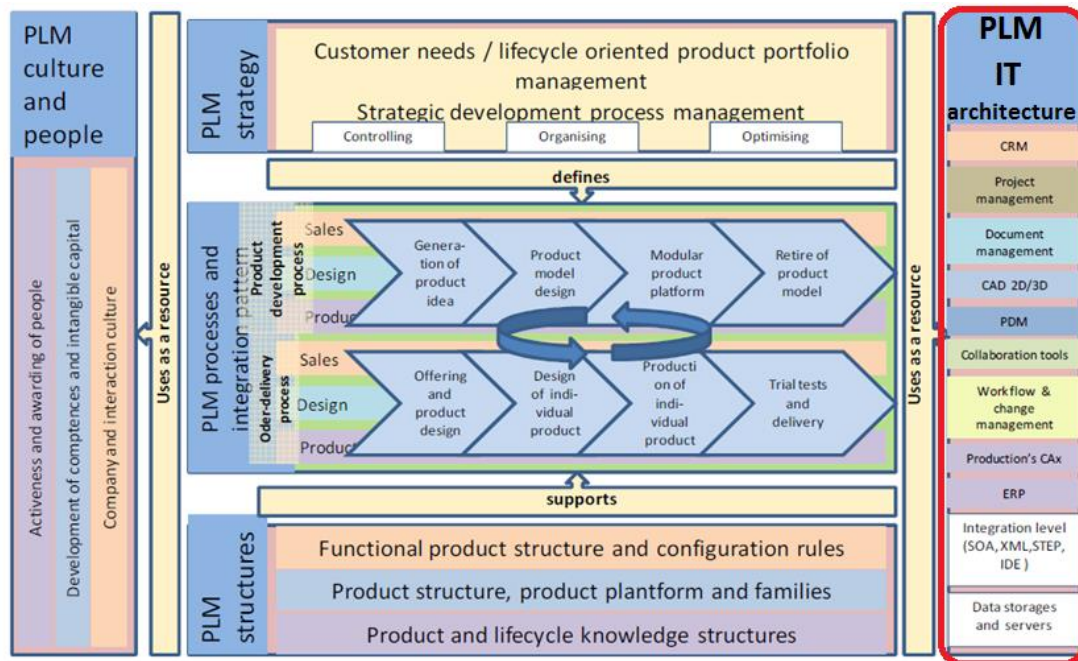 PLM
culture
and
people
Activeness and awarding of people
Development of comptences and intangible capital
Company and interaction culture
Uses as a resource
PLM
strategy
Customer needs / lifecycle oriented product portfolio
management
Strategic development process management
Controlling
Organising
Optimising
defines
PLM processes and
integration pattern
Product
development
process
Sales
Design
Produc
Genera-
tion of
product
idea
Product
model
design
Modular
product
platform
Retire of
product
model
Oder-delivery
process
Sales
Design
Product
Offering
and
product
design
Design
of indi-
vidual
product
Producti
on of
indi-
vidual
product
Trial tests
and
delivery
supports
PLM
structures
Functional product structure and configuration rules
Product structure, product plantform and families
Product and lifecycle knowledge structures
Uses as a resource
PLM
IT
architecture
CRM
Project
management
Document
management
CAD 2D/3D
PDM
Collaboration tools
Workflow &
change
management
Production's CAx
ERP
Integration level
(SOA, XML,STEP,
IDE )
Data storages
and servers